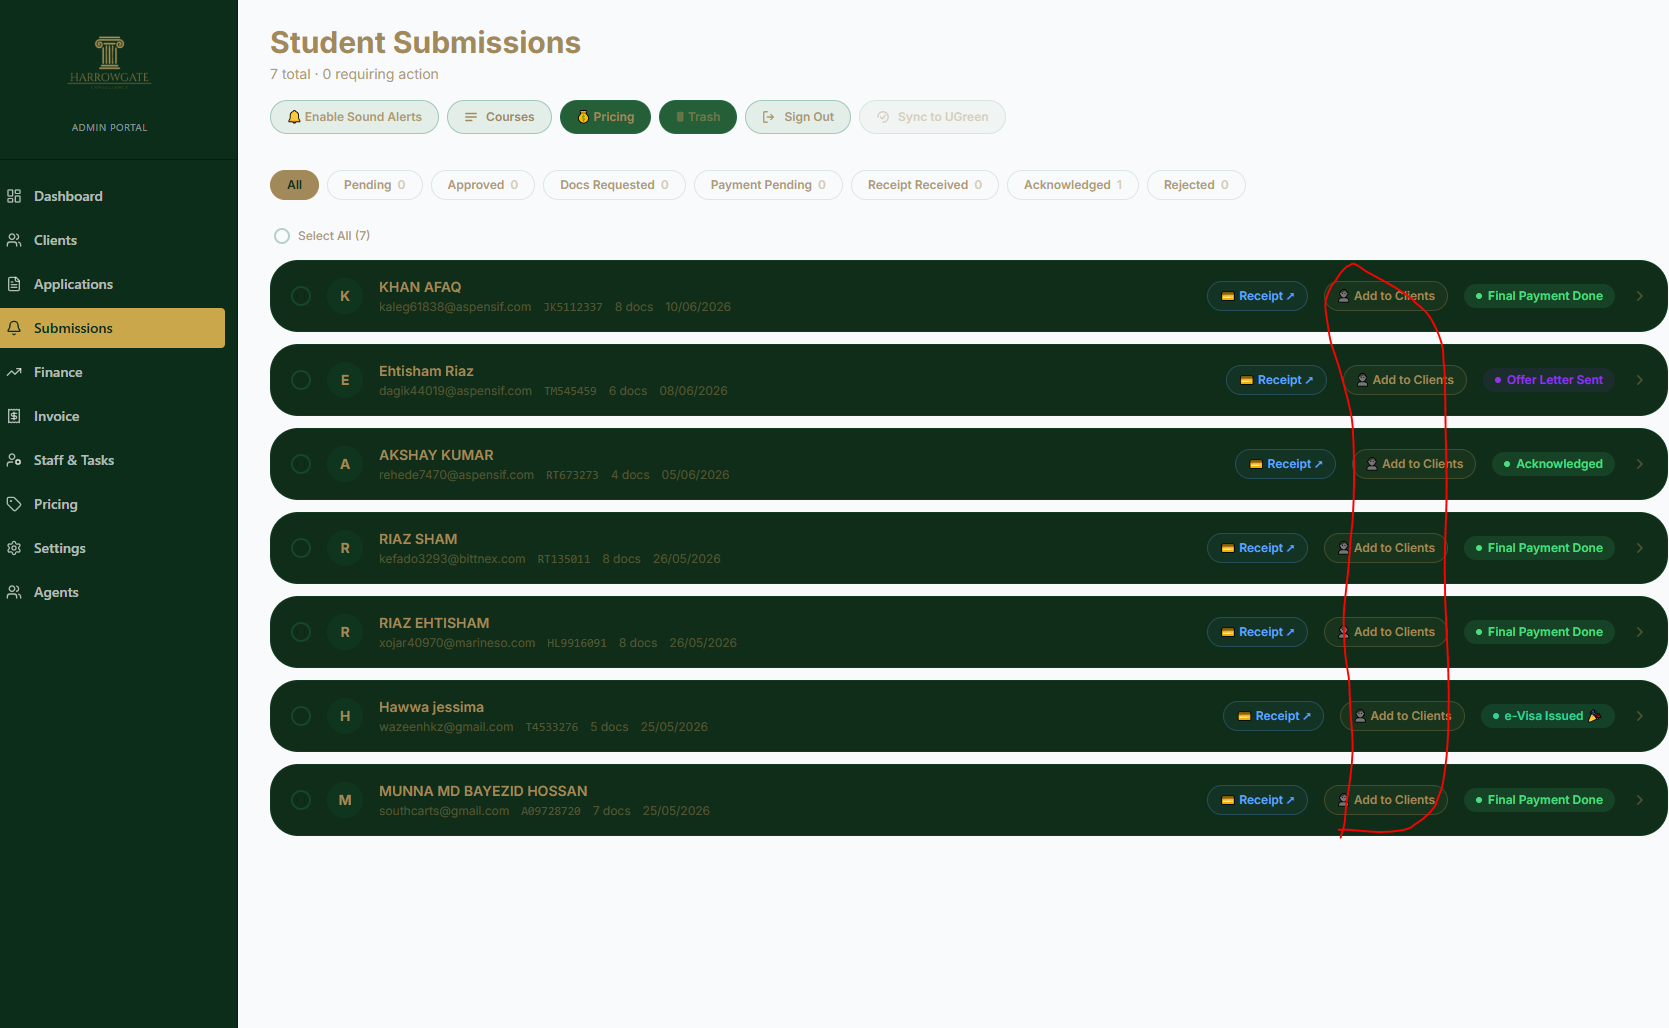 HARROWGATE
ADMIN PORTAL
Dashboard
Clients
Applications
Submissions
Finance
Invoice
Staff & Tasks
Pricing
Settings
Agents
Student Submissions
7 total · 0 requiring action
Enable Sound Alerts
Courses
Pricing
Trash
Sign Out
Sync to UGreen
All
Pending 0
Approved 0
Docs Requested 0
Payment Pending 0
Receipt Received 0
Acknowledged 1
Rejected 0
Select All (7)
K
KHAN AFAQ
kaleg61838@aspensif.com JK5112337 8 docs 10/06/2026
Receipt ↗
Add to Clients
Final Payment Done
E
Ehtisham Riaz
dagik44019@aspensif.com TM545459 6 docs 08/06/2026
Receipt ↗
Add to Clients
Offer Letter Sent
A
AKSHAY KUMAR
rehede7470@aspensif.com RT673273 4 docs 05/06/2026
Receipt ↗
Add to Clients
Acknowledged
R
RIAZ SHAM
kefado3293@bittnex.com RT135011 8 docs 26/05/2026
Receipt ↗
Add to Clients
Final Payment Done
R
RIAZ EHTISHAM
xojar40970@marineso.com HL9916091 8 docs 26/05/2026
Receipt ↗
Add to Clients
Final Payment Done
H
Hawwa jessima
wazeenhkz@gmail.com T4533276 5 docs 25/05/2026
Receipt ↗
Add to Clients
e-Visa Issued 🎉
M
MUNNA MD BAYEZID HOSSAN
southcarts@gmail.com A09728720 7 docs 25/05/2026
Receipt ↗
Add to Clients
Final Payment Done